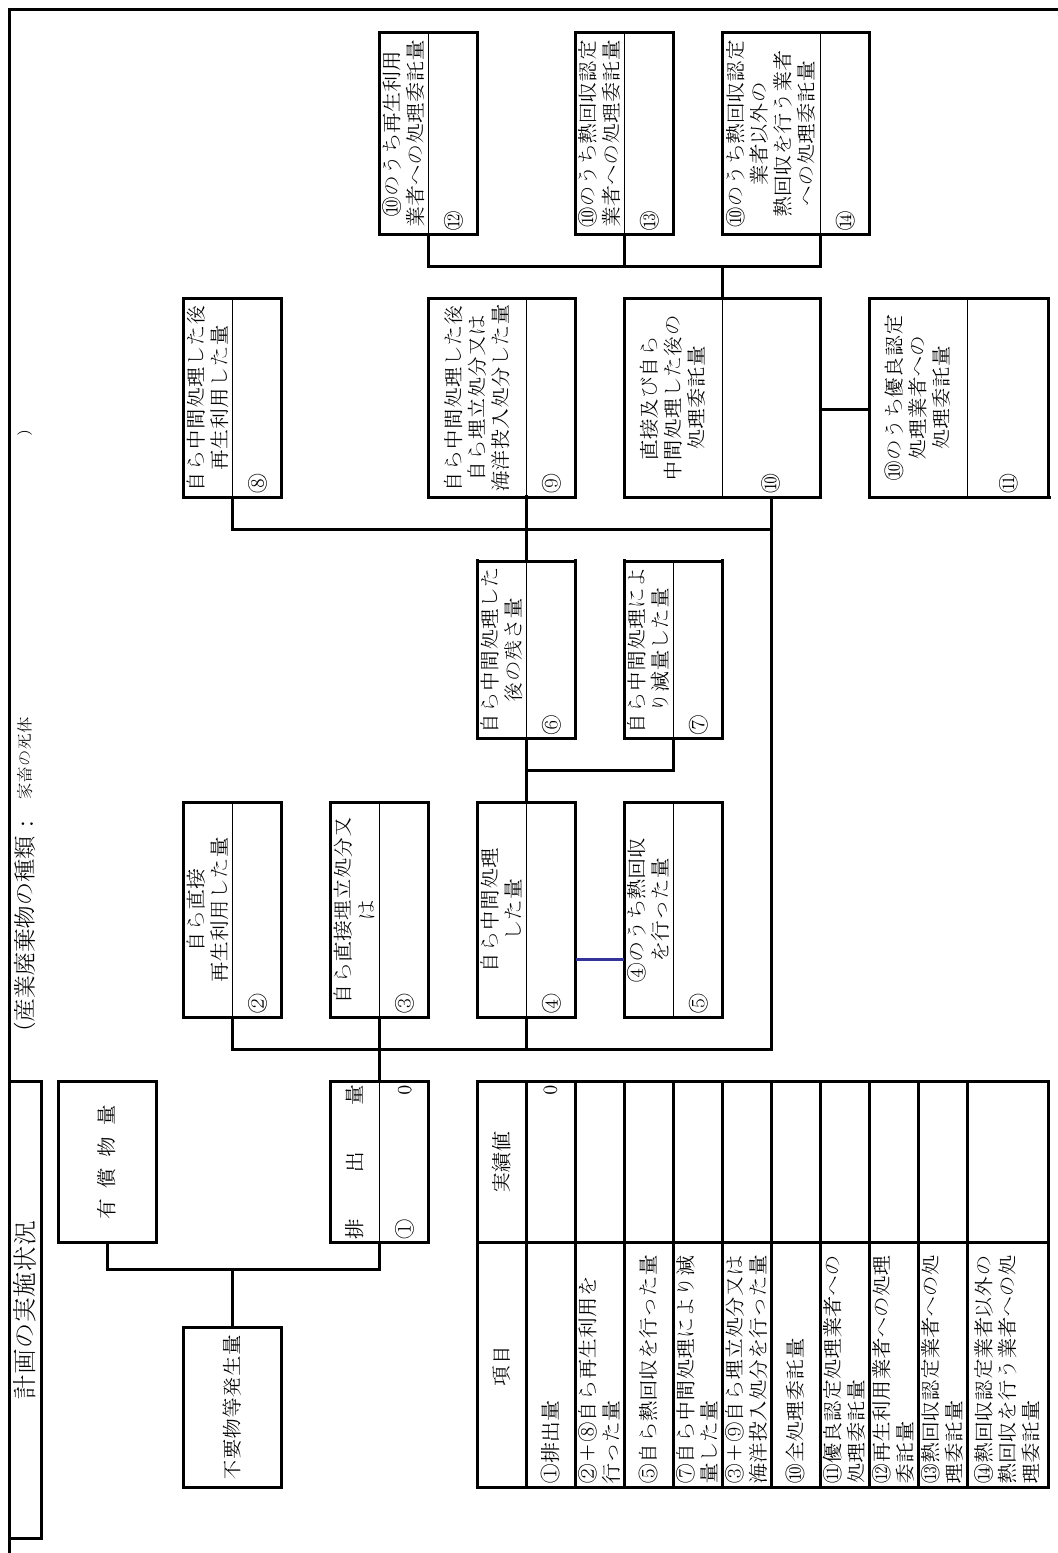 計画の実施状況
(産業廃棄物の種類： 家畜の死体 )
不要物等発生量
有償物量
排出量
① 0
自ら直接
再生利用した量
②
自ら直接埋立処分又
は
③
自ら中間処理
した量
④
④のうち熱回収
を行った量
⑤
自ら中間処理した
後の残さ量
⑥
自ら中間処理によ
り減量した量
⑦
自ら中間処理した後
再生利用した量
⑧
自ら中間処理した後
自ら埋立処分又は
海洋投入処分した量
⑨
直接及び自ら
中間処理した後の
処理委託量
⑩
⑩のうち優良認定
処理業者への
処理委託量
⑪
⑩のうち再生利用
業者への処理委託量
⑫
⑩のうち熱回収認定
業者への処理委託量
⑬
⑩のうち熱回収認定
業者以外の
熱回収を行う業者
への処理委託量
⑭
項目 実績値
①排出量 0
②＋⑧自ら再生利用を
行った量
⑤自ら熱回収を行った量
⑦自ら中間処理により減
量した量
③＋⑨自ら埋立処分又は
海洋投入処分を行った量
⑩全処理委託量
⑪優良認定処理業者への
処理委託量
⑫再生利用業者への処理
委託量
⑬熱回収認定業者への処
理委託量
⑭熱回収認定業者以外の
熱回収を行う業者への処
理委託量